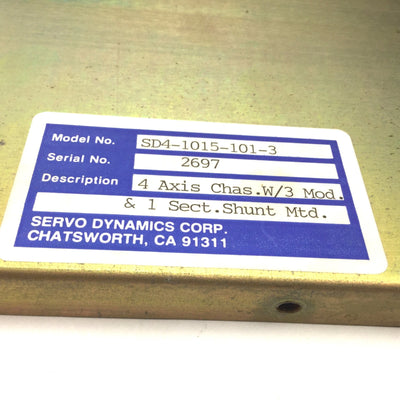 Model No. SD4-1015-101-3
Serial No. 2697
Description 4 Axis Chas.W/3 Mod.
& 1 Sect.Shunt Mtd.
SERVO DYNAMICS CORP.
CHATSWORTH, CA 91311